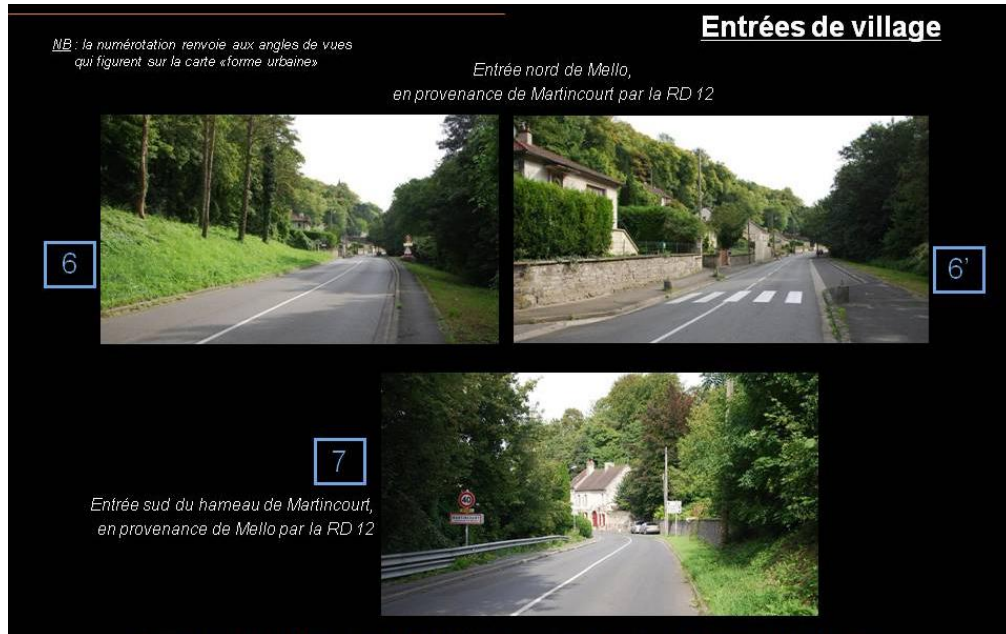 Entrées de village
NB : la numérotation renvoie aux angles de vues
qui figurent sur la carte «forme urbaine»
Entrée nord de Mello,
en provenance de Martincourt par la RD 12
6
6'
7
Entrée sud du hameau de Martincourt,
en provenance de Mello par la RD 12
40
MARTINCOURT